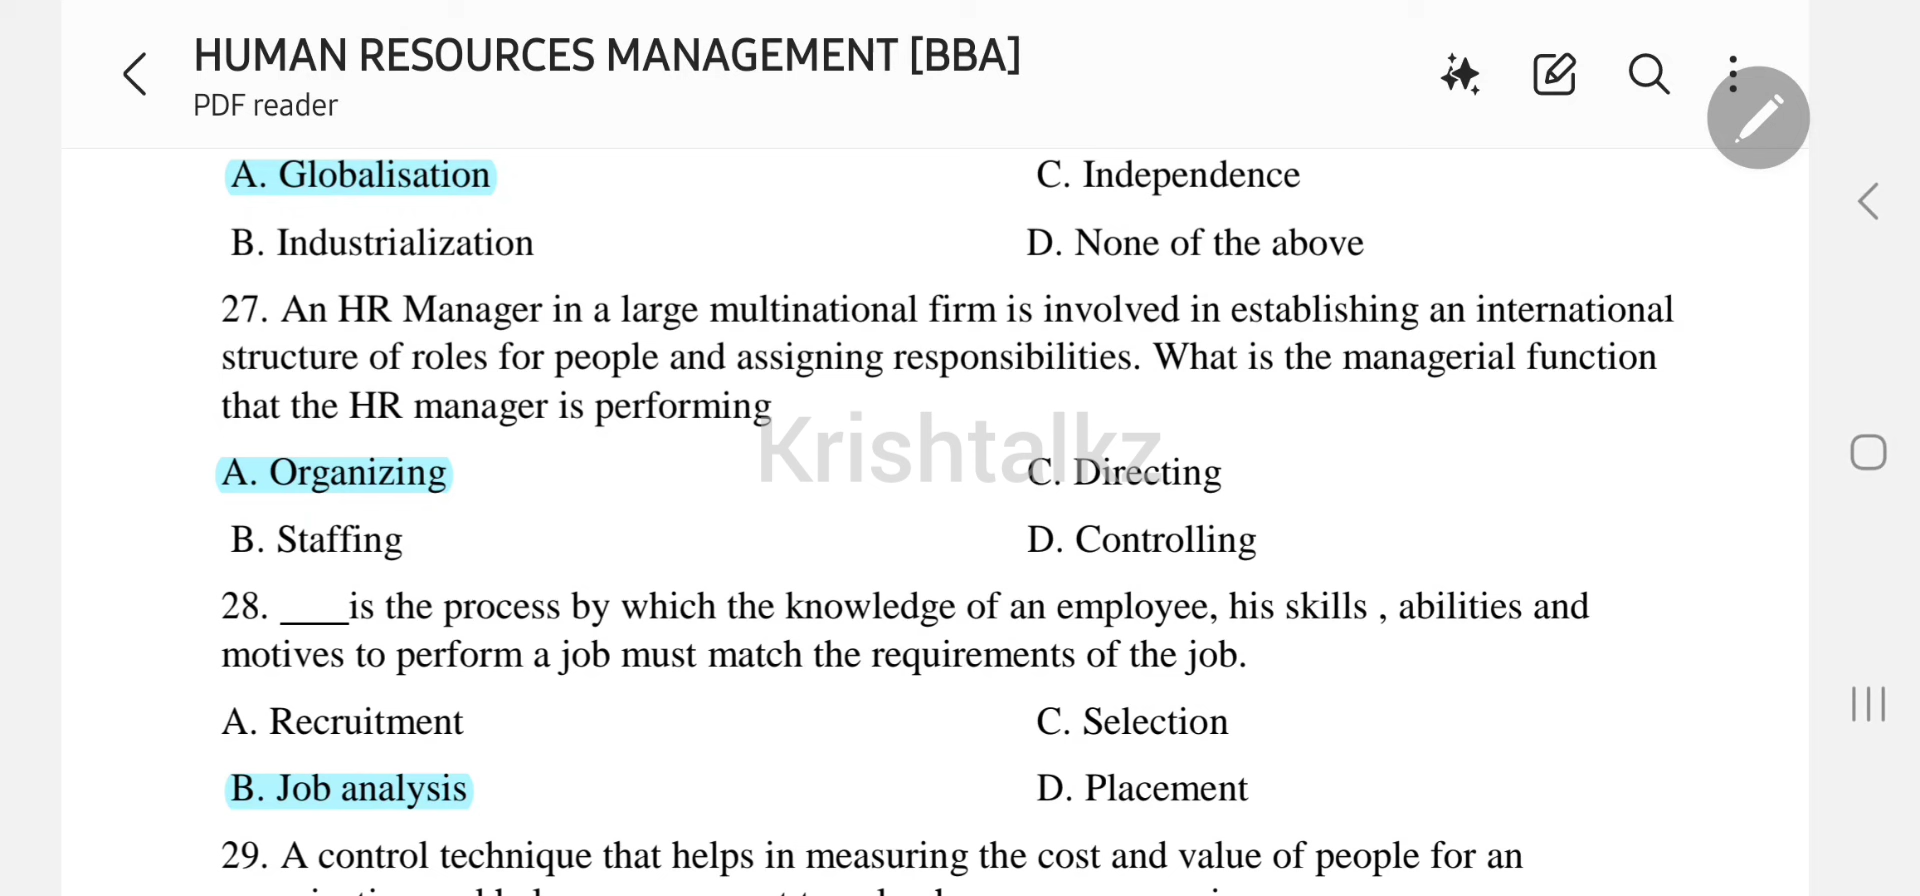 HUMAN RESOURCES MANAGEMENT [BBA]
PDF reader
A. Globalisation C. Independence
B. Industrialization D. None of the above
27. An HR Manager in a large multinational firm is involved in establishing an international
structure of roles for people and assigning responsibilities. What is the managerial function
that the HR manager is performing
Krishtalkz
A. Organizing C. Directing
B. Staffing D. Controlling
28. ____is the process by which the knowledge of an employee, his skills , abilities and
motives to perform a job must match the requirements of the job.
A. Recruitment C. Selection
B. Job analysis D. Placement
29. A control technique that helps in measuring the cost and value of people for an